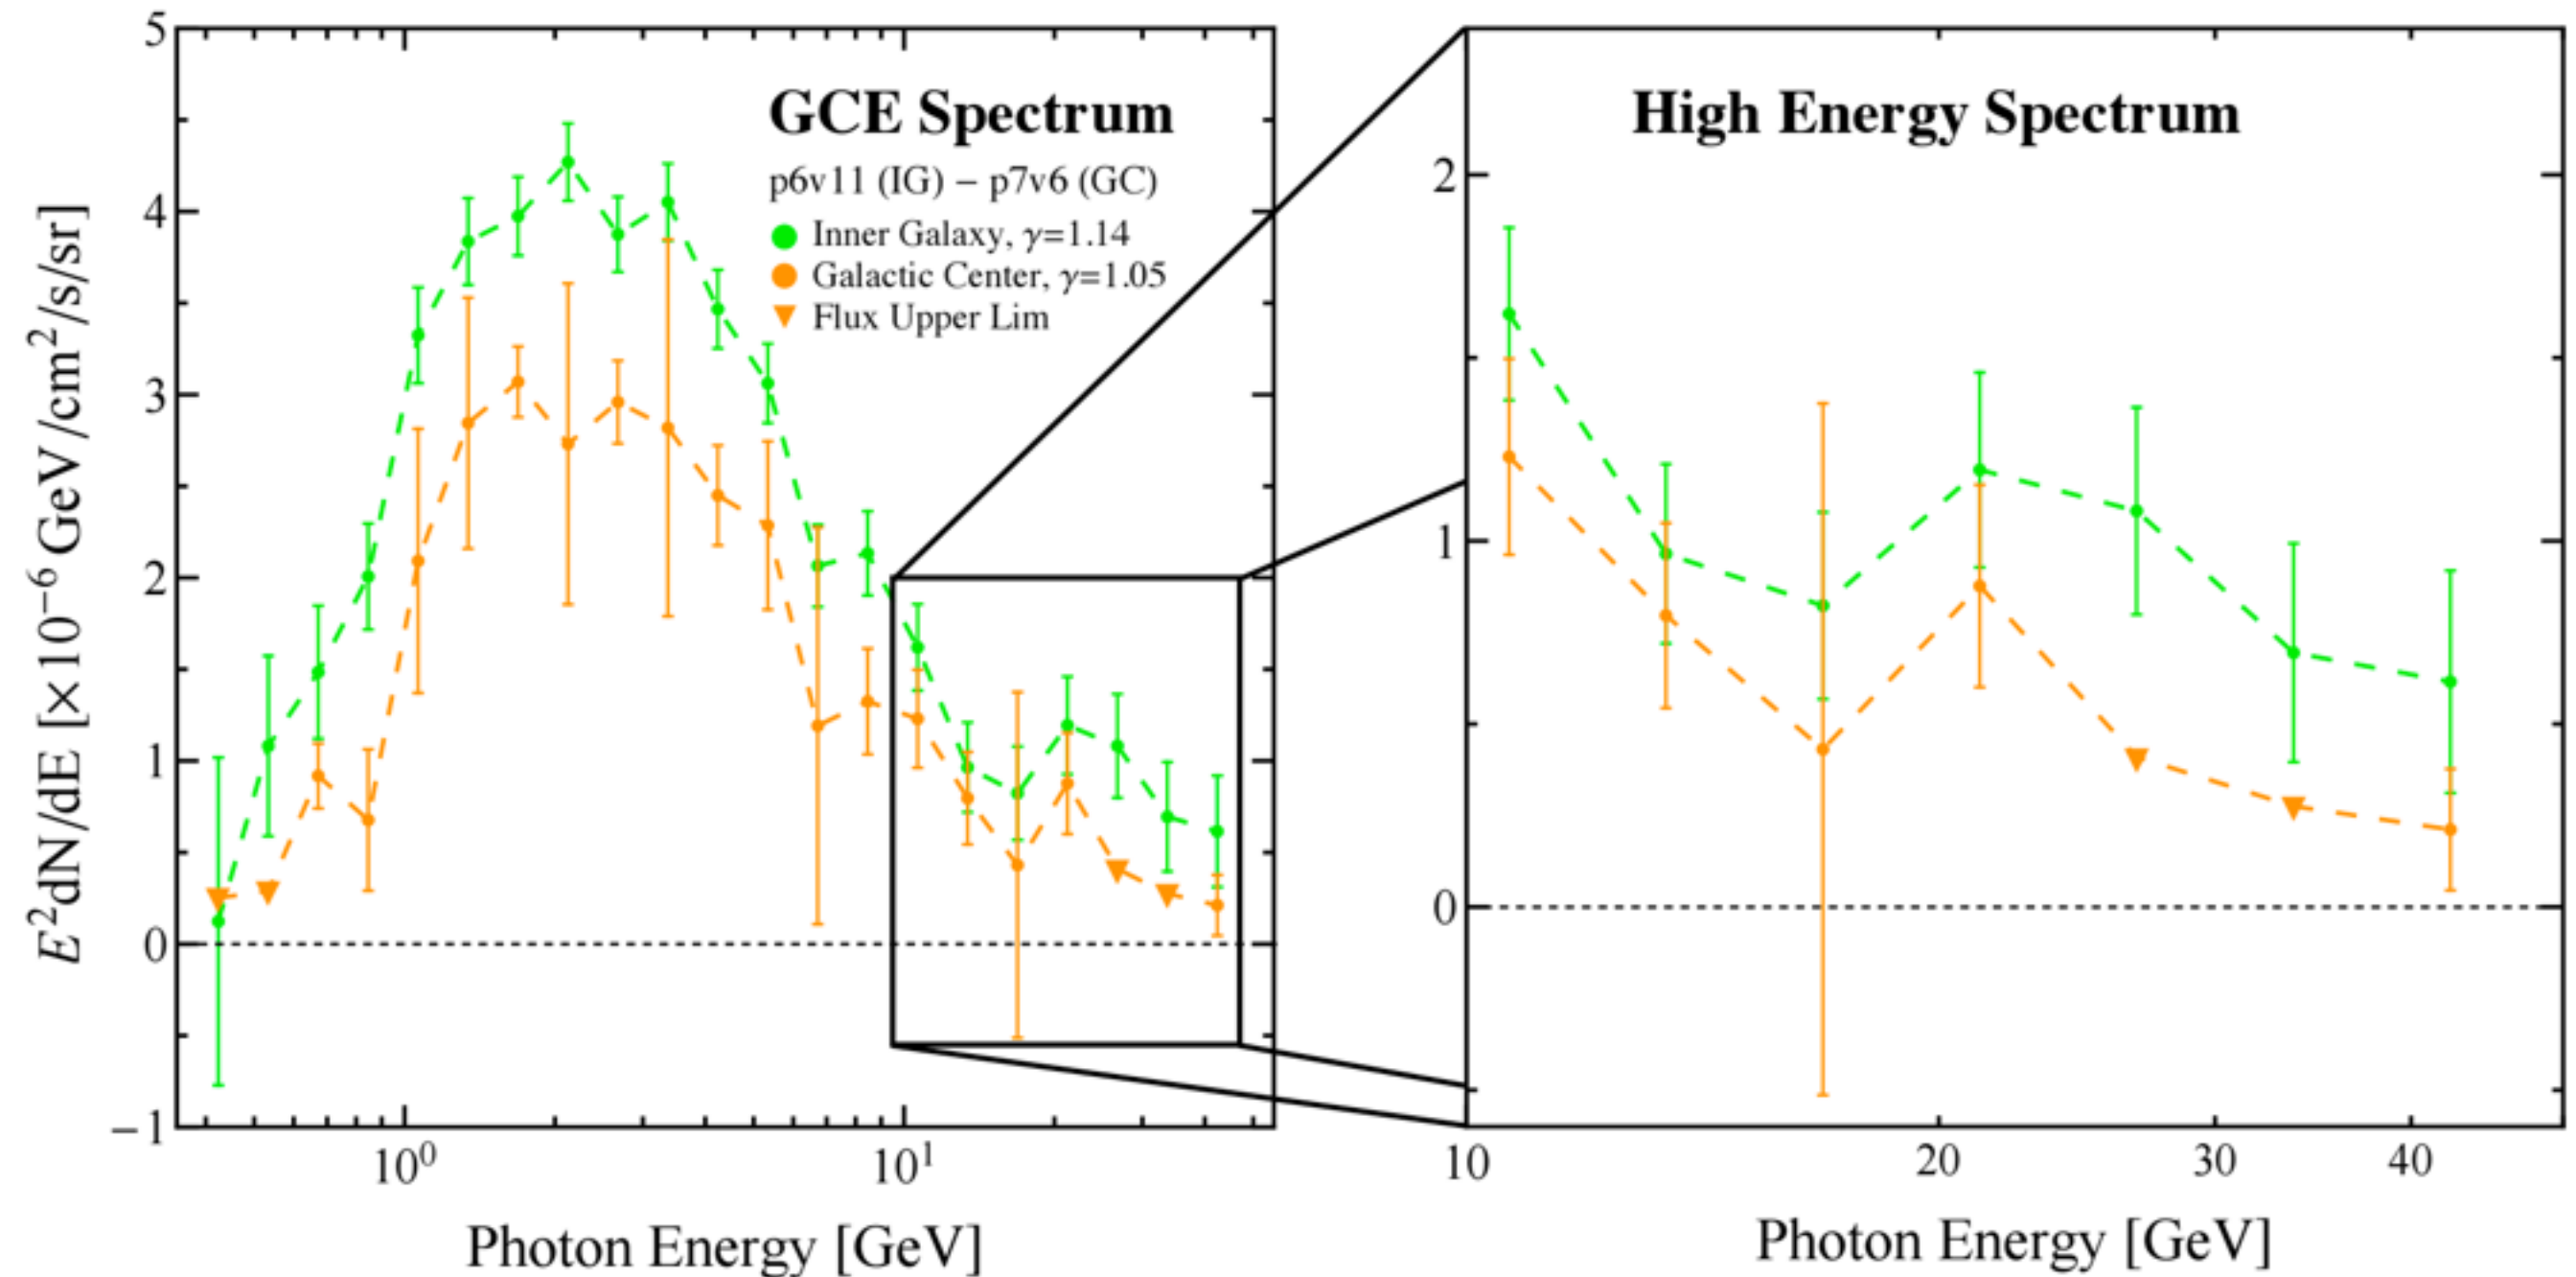 GCE Spectrum
p6v11 (IG) – p7v6 (GC)
Inner Galaxy, γ=1.14
Galactic Center, γ=1.05
Flux Upper Lim
E²dN/dE [×10⁻⁶ GeV/cm²/s/sr]
5
4
3
2
1
0
−1
10⁰ 10¹
Photon Energy [GeV]
High Energy Spectrum
2
1
0
10 20 30 40
Photon Energy [GeV]